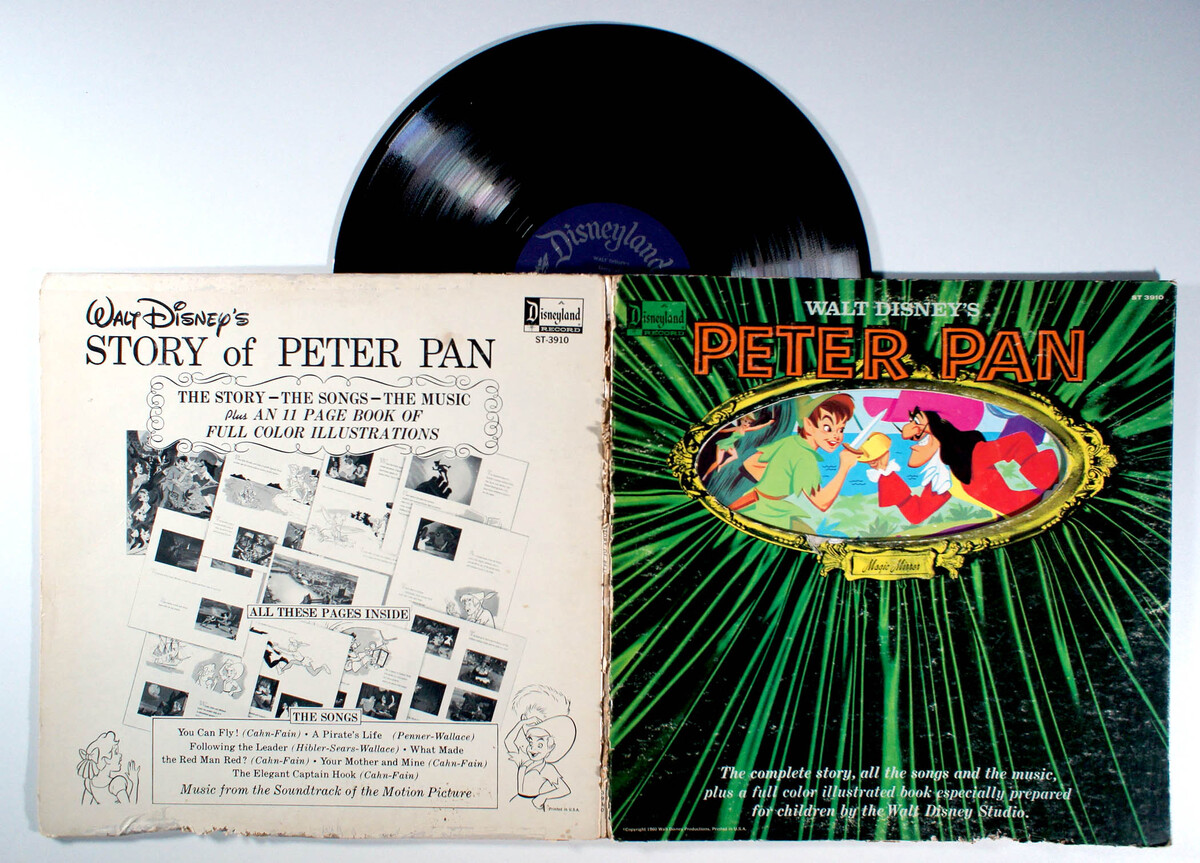 Disneyland
WALT DISNEY'S
STORY of PETER PAN
A
Disneyland
RECORD
ST-3910
THE STORY – THE SONGS – THE MUSIC
Plus AN 11 PAGE BOOK OF
FULL COLOR ILLUSTRATIONS
ALL THESE PAGES INSIDE
THE SONGS
You Can Fly! (Cahn-Fain) • A Pirate's Life (Penner-Wallace)
Following the Leader (Hibler-Sears-Wallace) • What Made
the Red Man Red? (Cahn-Fain) • Your Mother and Mine (Cahn-Fain)
The Elegant Captain Hook (Cahn-Fain)
Music from the Soundtrack of the Motion Picture
Printed in U.S.A.
ST 3910
Disneyland
RECORD
WALT DISNEY'S
PETER PAN
Magic Mirror
The complete story, all the songs and the music,
plus a full color illustrated book especially prepared
for children by the Walt Disney Studio.